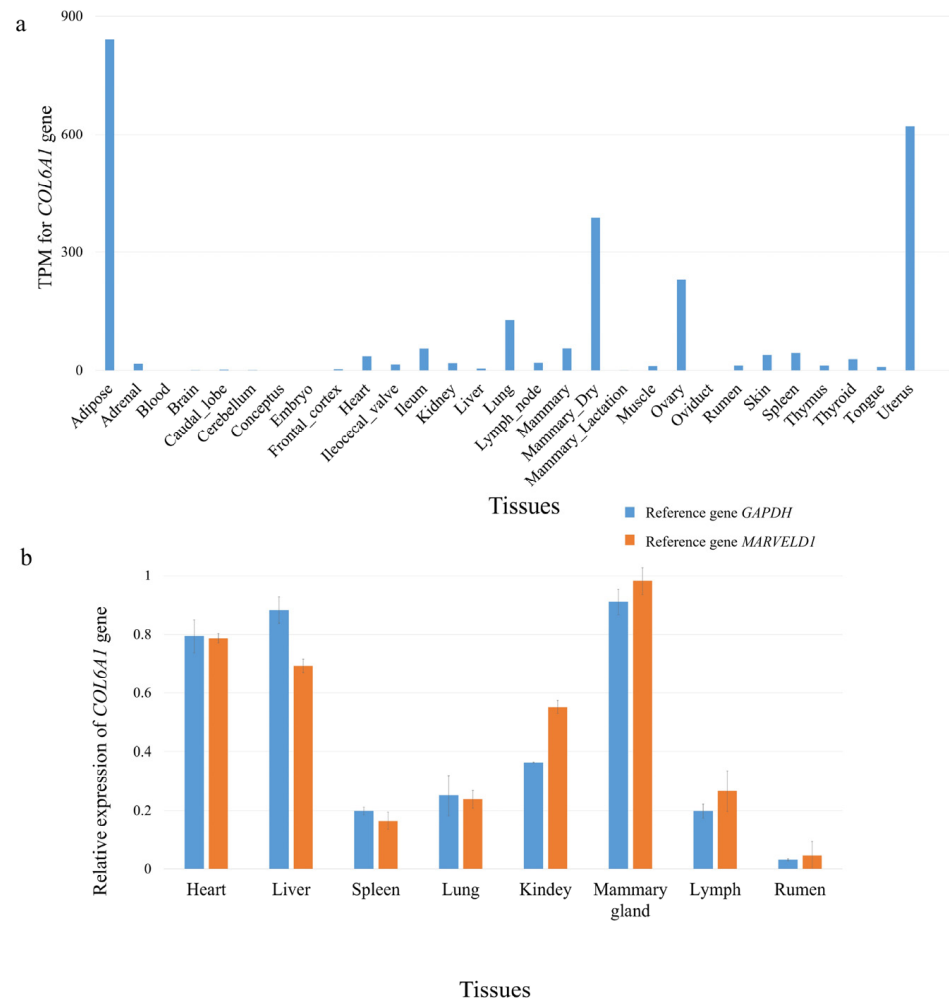 a
900
600
300
0
TPM for COL6A1 gene
Adipose
Adrenal
Blood
Brain
Caudal_lobe
Cerebellum
Conceptus
Embryo
Frontal_cortex
Heart
Ileocecal_valve
Ileum
Kidney
Liver
Lung
Lymph_node
Mammary
Mammary_Dry
Mammary_Lactation
Muscle
Ovary
Oviduct
Rumen
Skin
Spleen
Thymus
Thyroid
Tongue
Uterus
Tissues
Reference gene GAPDH
Reference gene MARVELD1
b
1
0.8
0.6
0.4
0.2
0
Relative expression of COL6A1 gene
Heart
Liver
Spleen
Lung
Kindey
Mammary
gland
Lymph
Rumen
Tissues